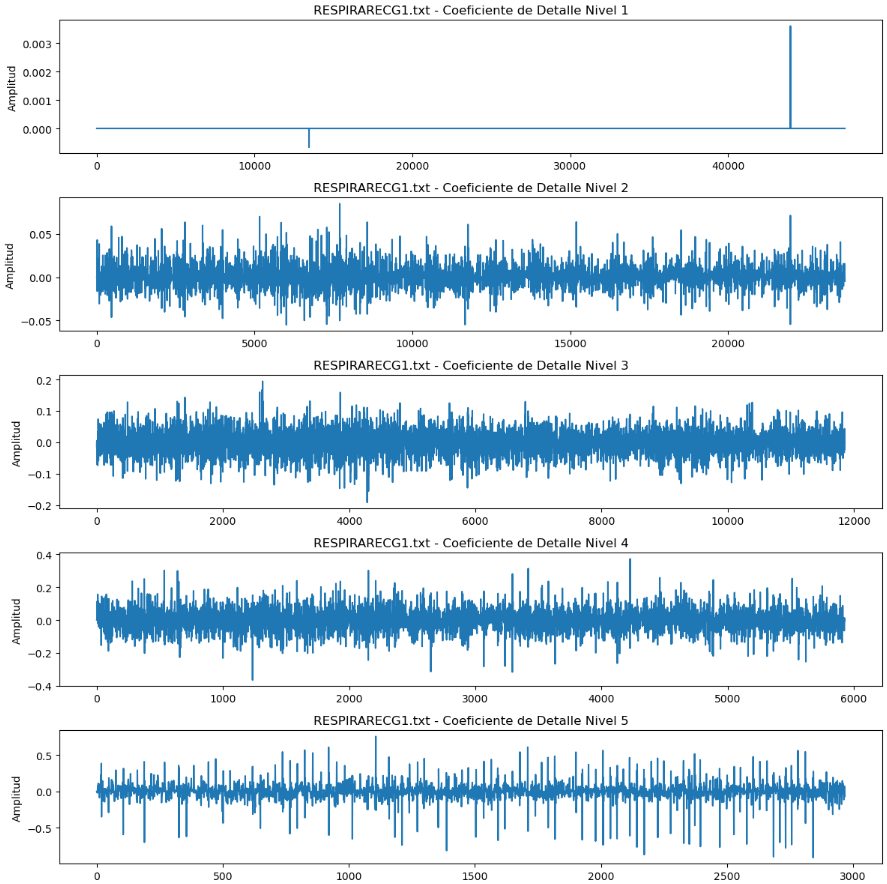 RESPIRARECG1.txt - Coeficiente de Detalle Nivel 1
Amplitud
0.003
0.002
0.001
0.000
0 10000 20000 30000 40000
RESPIRARECG1.txt - Coeficiente de Detalle Nivel 2
Amplitud
0.05
0.00
−0.05
0 5000 10000 15000 20000
RESPIRARECG1.txt - Coeficiente de Detalle Nivel 3
Amplitud
0.2
0.1
0.0
−0.1
−0.2
0 2000 4000 6000 8000 10000 12000
RESPIRARECG1.txt - Coeficiente de Detalle Nivel 4
Amplitud
0.4
0.2
0.0
−0.2
−0.4
0 1000 2000 3000 4000 5000 6000
RESPIRARECG1.txt - Coeficiente de Detalle Nivel 5
Amplitud
0.5
0.0
−0.5
0 500 1000 1500 2000 2500 3000